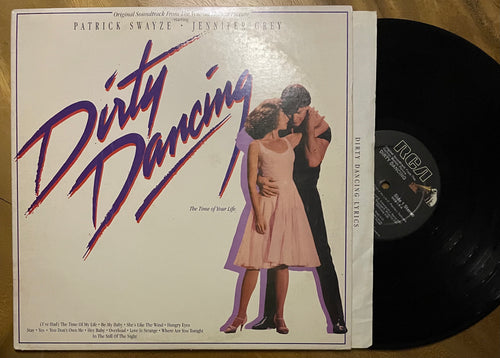 Original Soundtrack From The
Starring
PATRICK SWAYZE · JENNIFER GREY
Dirty
Dancing
The Time of Your Life
(I've Had) The Time Of My Life • Be My Baby • She's Like The Wind • Hungry Eyes
Stay • Yes • You Don't Own Me • Hey Baby • Overload • Love Is Strange • Where Are You Tonight
In The Still Of The Night
DIRTY DANCING LYRICS
RCA
DIRTY DANCING